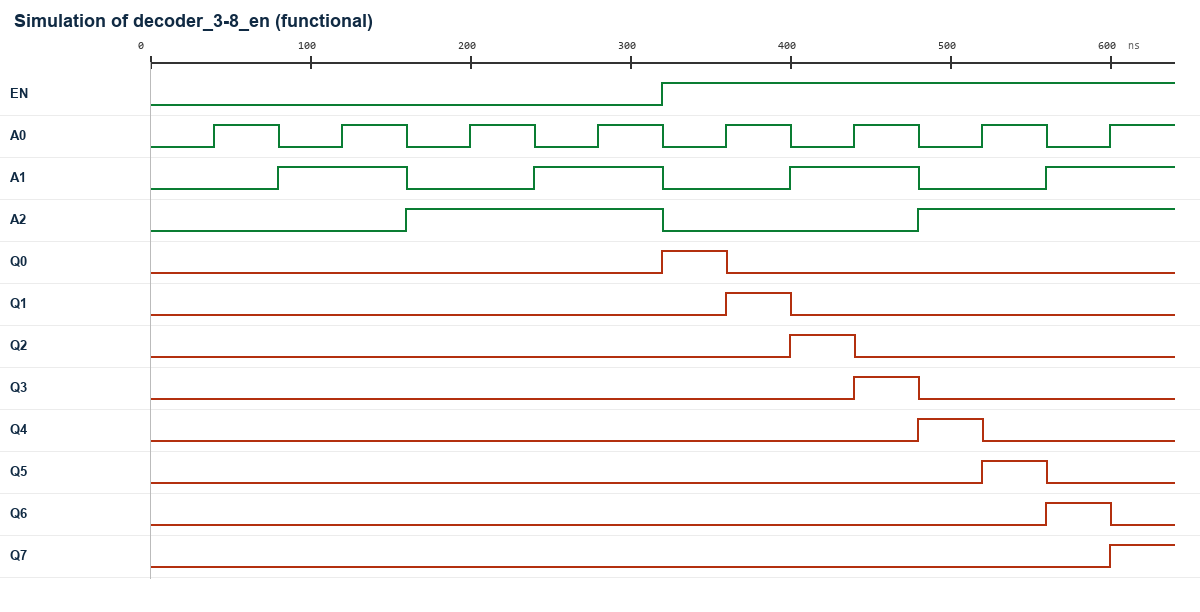 Simulation of decoder_3-8_en (functional)
0 100 200 300 400 500 600 ns
EN
A0
A1
A2
Q0
Q1
Q2
Q3
Q4
Q5
Q6
Q7